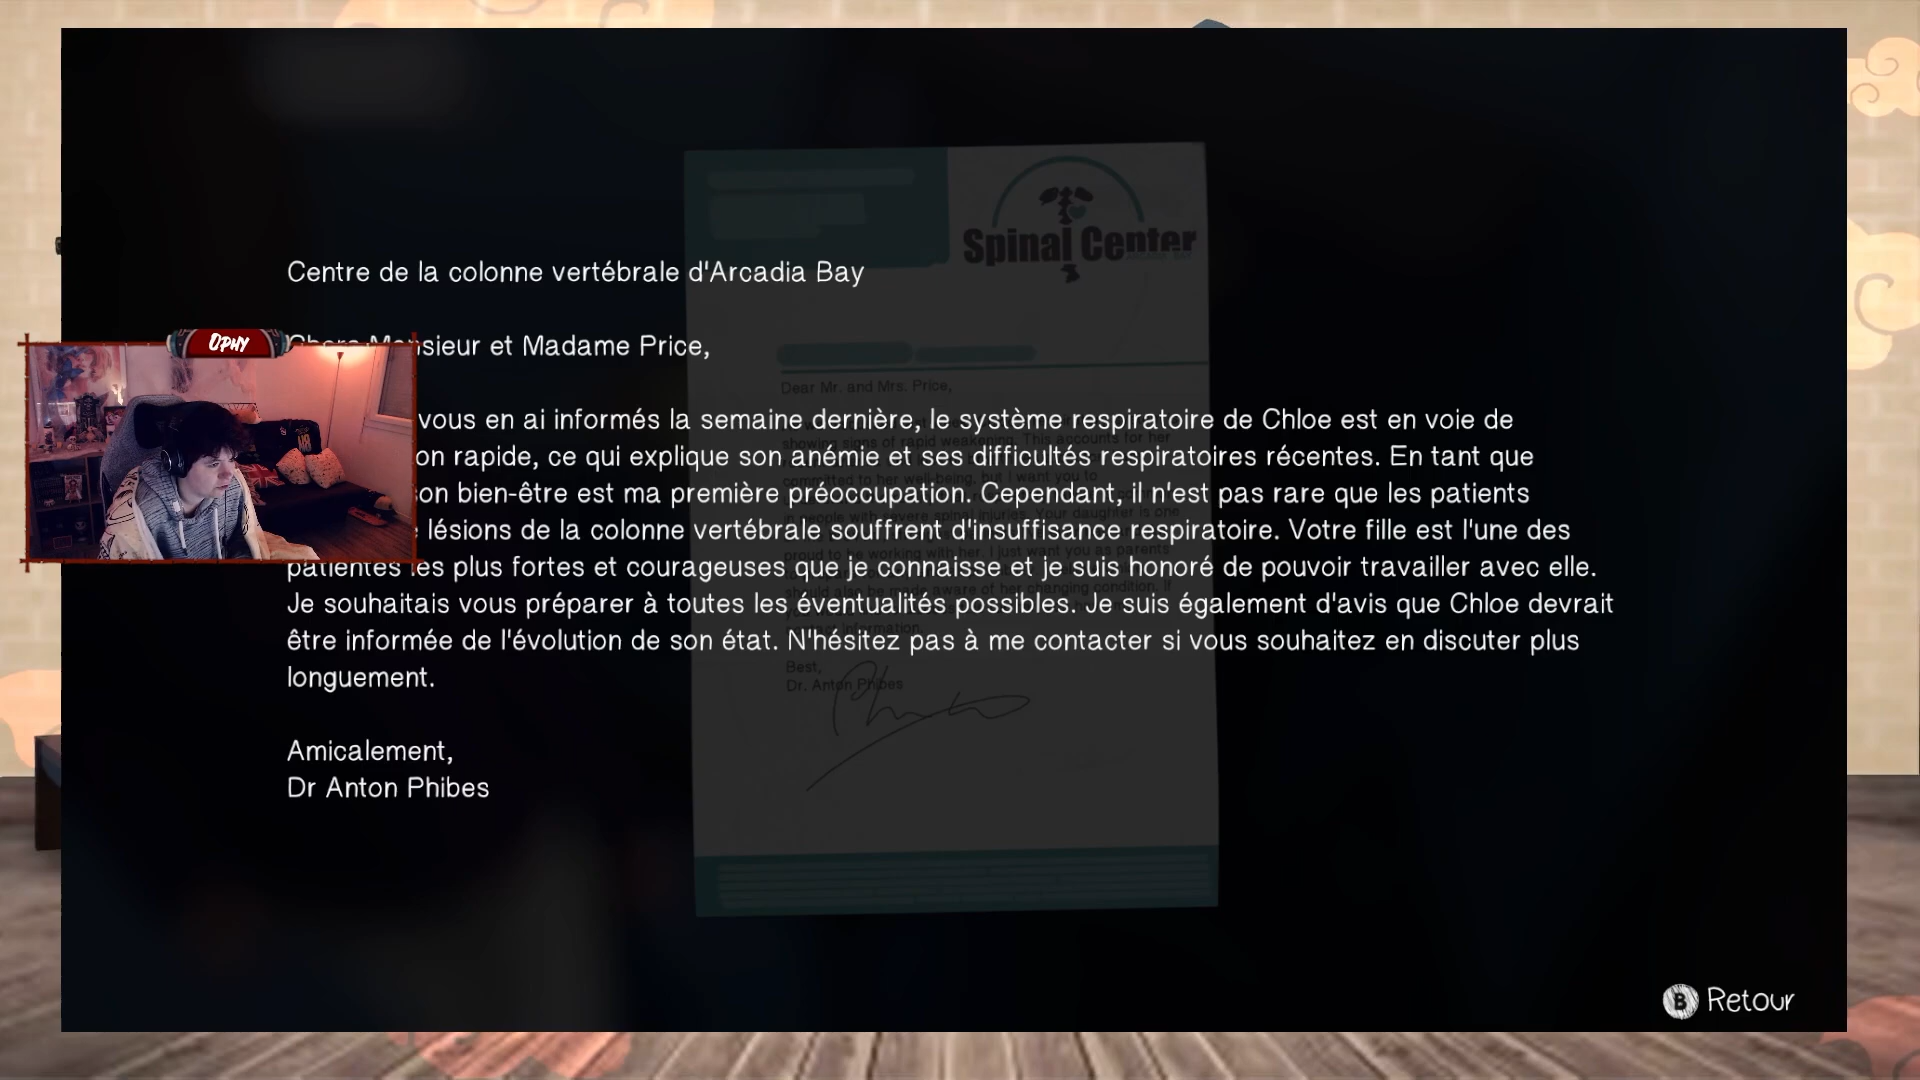 Spinal Center
Centre de la colonne vertébrale d'Arcadia Bay
OPHY
sieur et Madame Price,
Dear Mr. and Mrs. Price,
vous en ai informés la semaine dernière, le système respiratoire de Chloe est en voie de
on rapide, ce qui explique son anémie et ses difficultés respiratoires récentes. En tant que
on bien-être est ma première préoccupation. Cependant, il n'est pas rare que les patients
lésions de la colonne vertébrale souffrent d'insuffisance respiratoire. Votre fille est l'une des
patientes les plus fortes et courageuses que je connaisse et je suis honoré de pouvoir travailler avec elle.
Je souhaitais vous préparer à toutes les éventualités possibles. Je suis également d'avis que Chloe devrait
être informée de l'évolution de son état. N'hésitez pas à me contacter si vous souhaitez en discuter plus
longuement.
Best,
Dr. Anton Phibes
Amicalement,
Dr Anton Phibes
B Retour